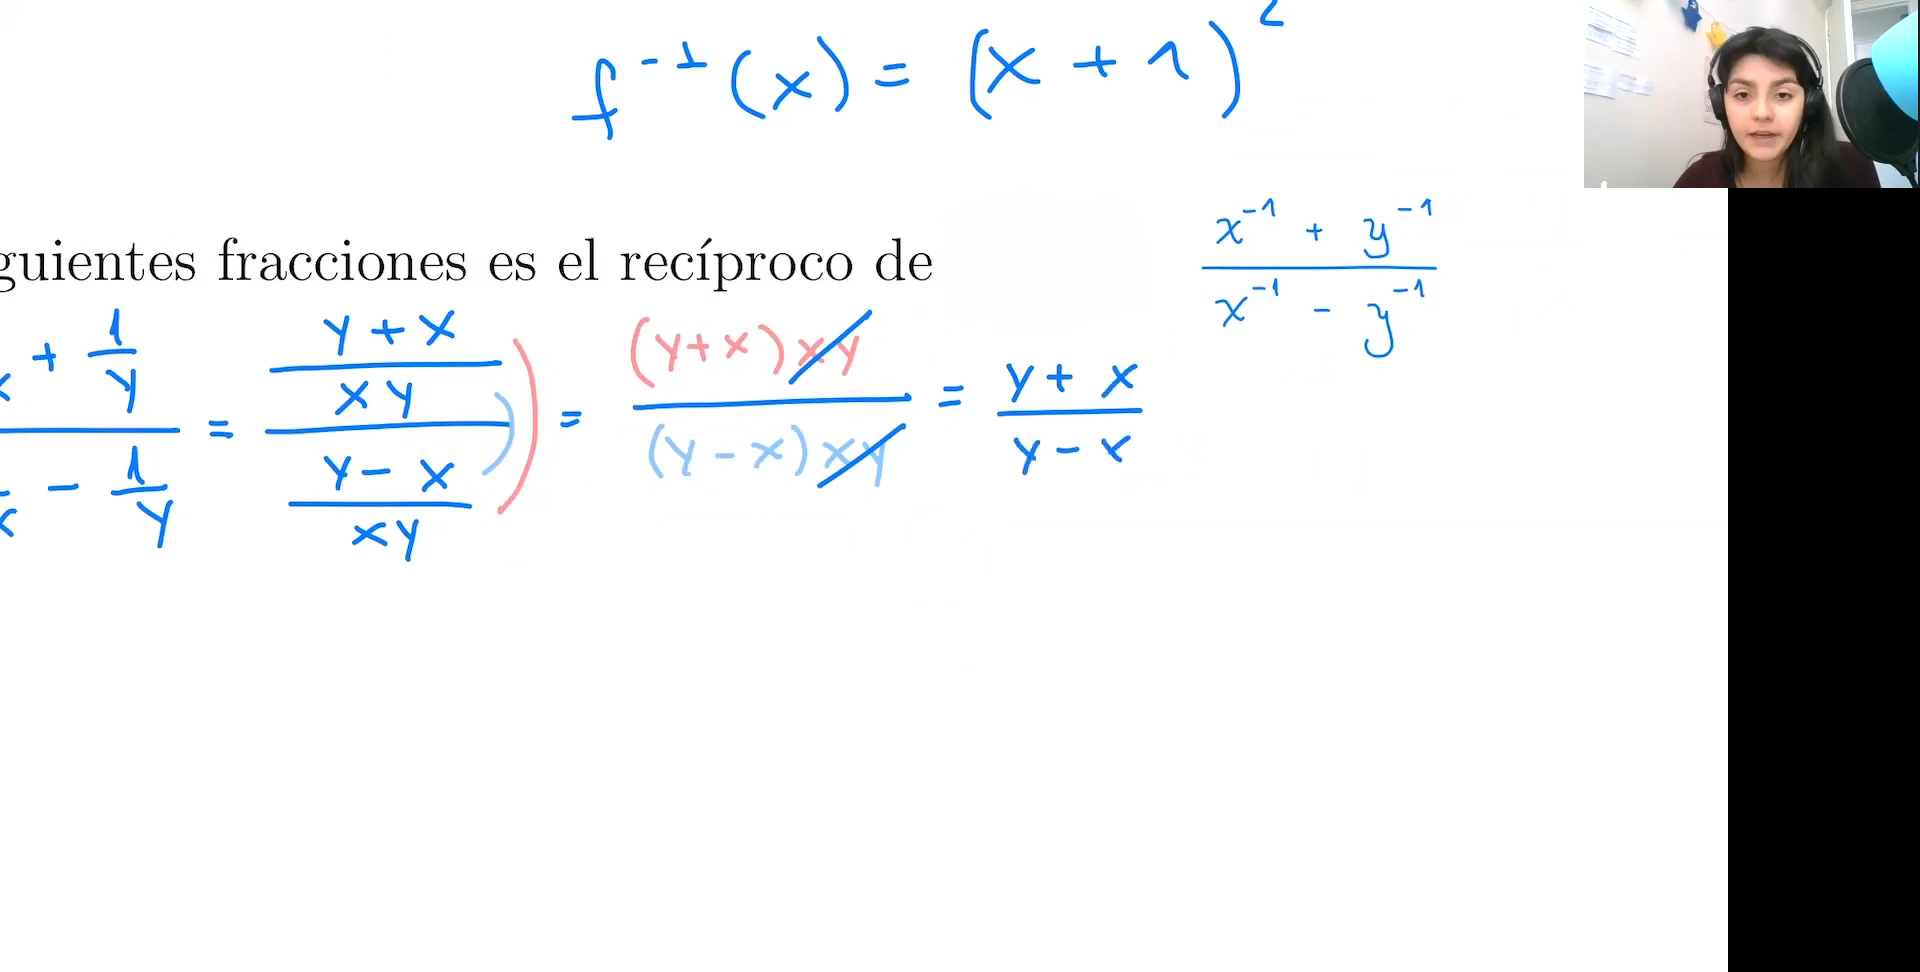 f⁻¹(x) = (x + 1)²
guientes fracciones es el recíproco de
x⁻¹ + y⁻¹
x⁻¹ - y⁻¹
x + 1/y
x - 1/y
=
y + x
xy
y - x
xy
=
(y+x)xy
(y-x)xy
=
y + x
y - x